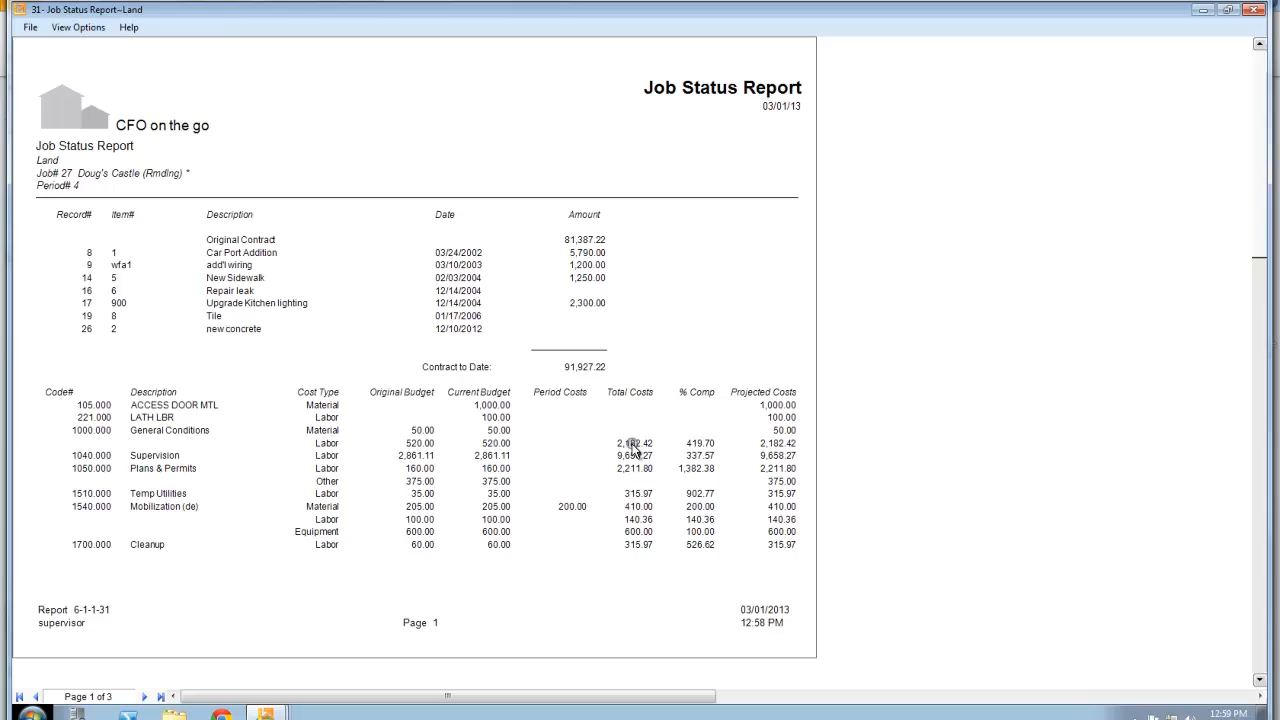 31- Job Status Report~Land
File View Options Help
Job Status Report
03/01/13
CFO on the go
Job Status Report
Land
Job# 27 Doug's Castle (Rmdlng) *
Period# 4
Record# Item# Description Date Amount
Original Contract 81,387.22
8 1 Car Port Addition 03/24/2002 5,790.00
9 wfa1 add'l wiring 03/10/2003 1,200.00
14 5 New Sidewalk 02/03/2004 1,250.00
16 6 Repair leak 12/14/2004
17 900 Upgrade Kitchen lighting 12/14/2004 2,300.00
19 8 Tile 01/17/2006
26 2 new concrete 12/10/2012
Contract to Date: 91,927.22
Code# Description Cost Type Original Budget Current Budget Period Costs Total Costs % Comp Projected Costs
105.000 ACCESS DOOR MTL Material 1,000.00 1,000.00
221.000 LATH LBR Labor 100.00 100.00
1000.000 General Conditions Material 50.00 50.00 50.00
Labor 520.00 520.00 2,182.42 419.70 2,182.42
1040.000 Supervision Labor 2,861.11 2,861.11 9,658.27 337.57 9,658.27
1050.000 Plans & Permits Labor 160.00 160.00 2,211.80 1,382.38 2,211.80
Other 375.00 375.00 375.00
1510.000 Temp Utilities Labor 35.00 35.00 315.97 902.77 315.97
1540.000 Mobilization (de) Material 205.00 205.00 200.00 410.00 200.00 410.00
Labor 100.00 100.00 140.36 140.36 140.36
Equipment 600.00 600.00 600.00 100.00 600.00
1700.000 Cleanup Labor 60.00 60.00 315.97 526.62 315.97
Report 6-1-1-31 03/01/2013
supervisor Page 1 12:58 PM
Page 1 of 3
12:59 PM